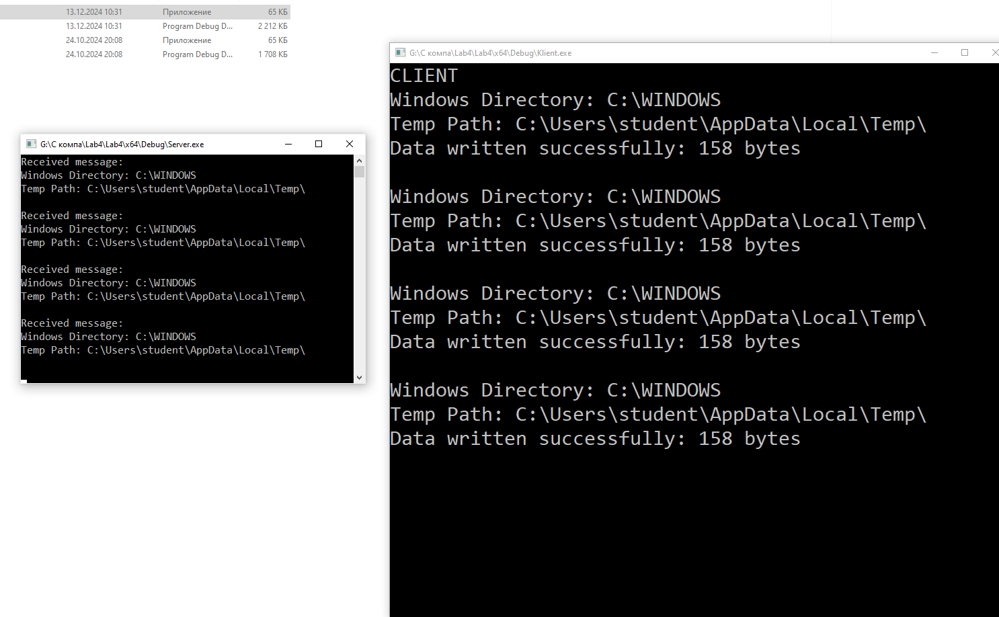 13.12.2024 10:31 Приложение 65 КБ
13.12.2024 10:31 Program Debug D... 2 212 КБ
24.10.2024 20:08 Приложение 65 КБ
24.10.2024 20:08 Program Debug D... 1 708 КБ
G:\С компа\Lab4\Lab4\x64\Debug\Server.exe
Received message:
Windows Directory: C:\WINDOWS
Temp Path: C:\Users\student\AppData\Local\Temp\
Received message:
Windows Directory: C:\WINDOWS
Temp Path: C:\Users\student\AppData\Local\Temp\
Received message:
Windows Directory: C:\WINDOWS
Temp Path: C:\Users\student\AppData\Local\Temp\
Received message:
Windows Directory: C:\WINDOWS
Temp Path: C:\Users\student\AppData\Local\Temp\
G:\С компа\Lab4\Lab4\x64\Debug\Klient.exe
CLIENT
Windows Directory: C:\WINDOWS
Temp Path: C:\Users\student\AppData\Local\Temp\
Data written successfully: 158 bytes
Windows Directory: C:\WINDOWS
Temp Path: C:\Users\student\AppData\Local\Temp\
Data written successfully: 158 bytes
Windows Directory: C:\WINDOWS
Temp Path: C:\Users\student\AppData\Local\Temp\
Data written successfully: 158 bytes
Windows Directory: C:\WINDOWS
Temp Path: C:\Users\student\AppData\Local\Temp\
Data written successfully: 158 bytes